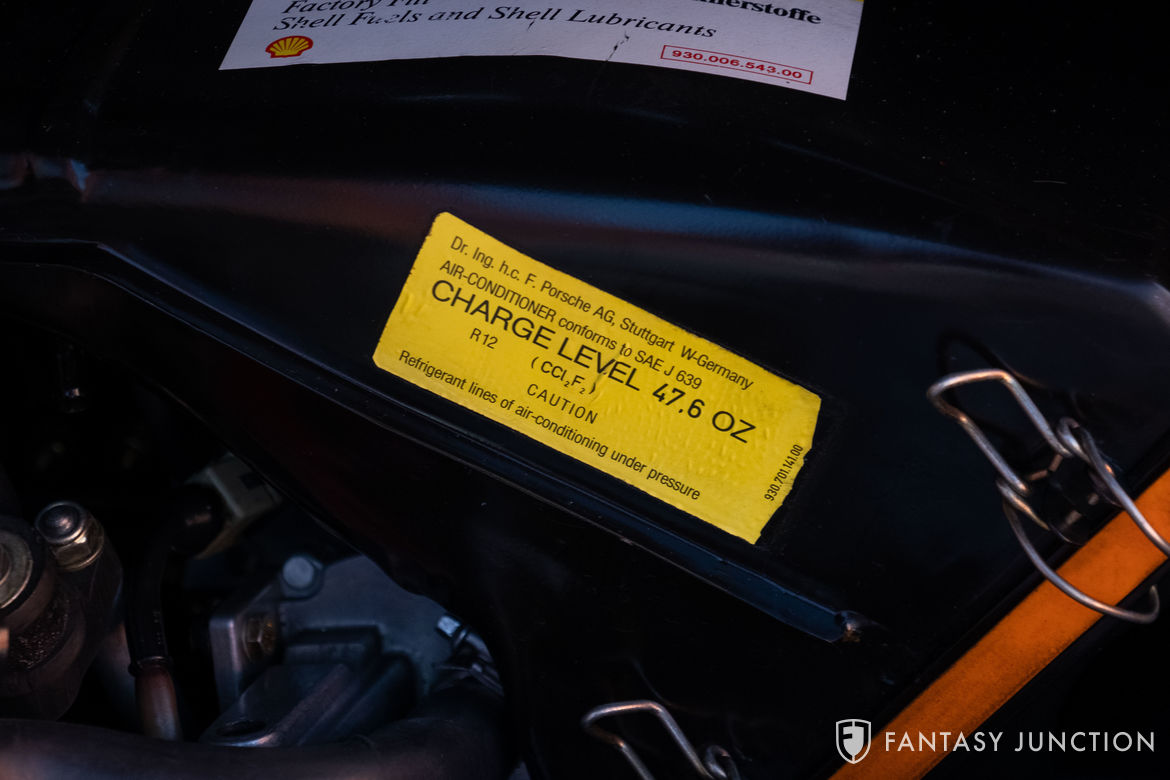 Factory Fill
Shell Fuels and Shell Lubricants
930.006.543.00
Dr. Ing. h.c. F. Porsche AG, Stuttgart W-Germany
AIR-CONDITIONER conforms to SAE J 639
CHARGE LEVEL 47.6 OZ
R12 (CCl₂F₂)
CAUTION
Refrigerant lines of air-conditioning under pressure
930.701.141.00
FANTASY JUNCTION